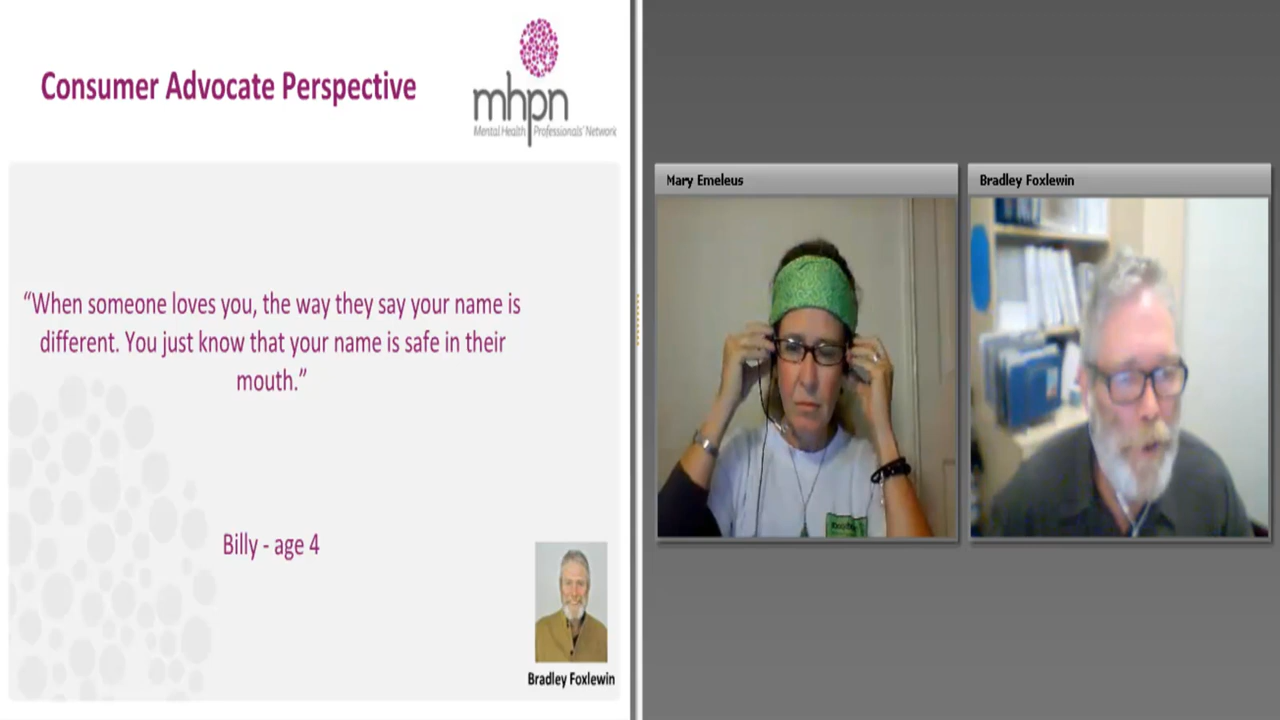 Consumer Advocate Perspective
mhpn
Mental Health Professionals' Network
“When someone loves you, the way they say your name is
different. You just know that your name is safe in their
mouth.”
Billy - age 4
Bradley Foxlewin
Mary Emeleus
Bradley Foxlewin